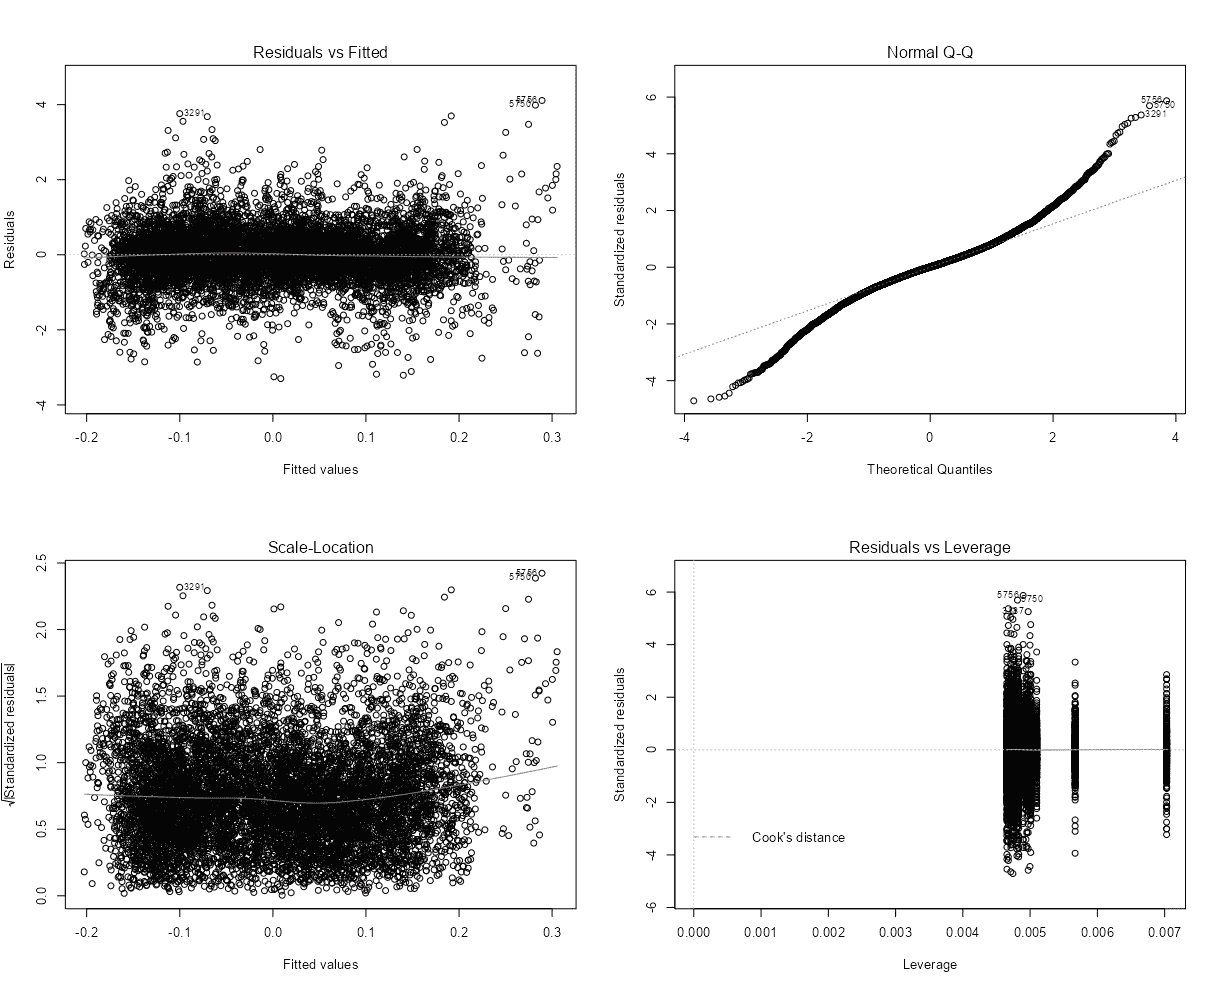 Residuals vs Fitted
Residuals
4
2
0
-2
-4
3291
5756
5750
-0.2 -0.1 0.0 0.1 0.2 0.3
Fitted values
Normal Q-Q
Standardized residuals
6
4
2
0
-2
-4
5756
5750
3291
-4 -2 0 2 4
Theoretical Quantiles
Scale-Location
√|Standardized residuals|
2.5
2.0
1.5
1.0
0.5
0.0
3291
5756
5750
-0.2 -0.1 0.0 0.1 0.2 0.3
Fitted values
Residuals vs Leverage
Standardized residuals
6
4
2
0
-2
-4
-6
5756
5750
Cook's distance
0.000 0.001 0.002 0.003 0.004 0.005 0.006 0.007
Leverage